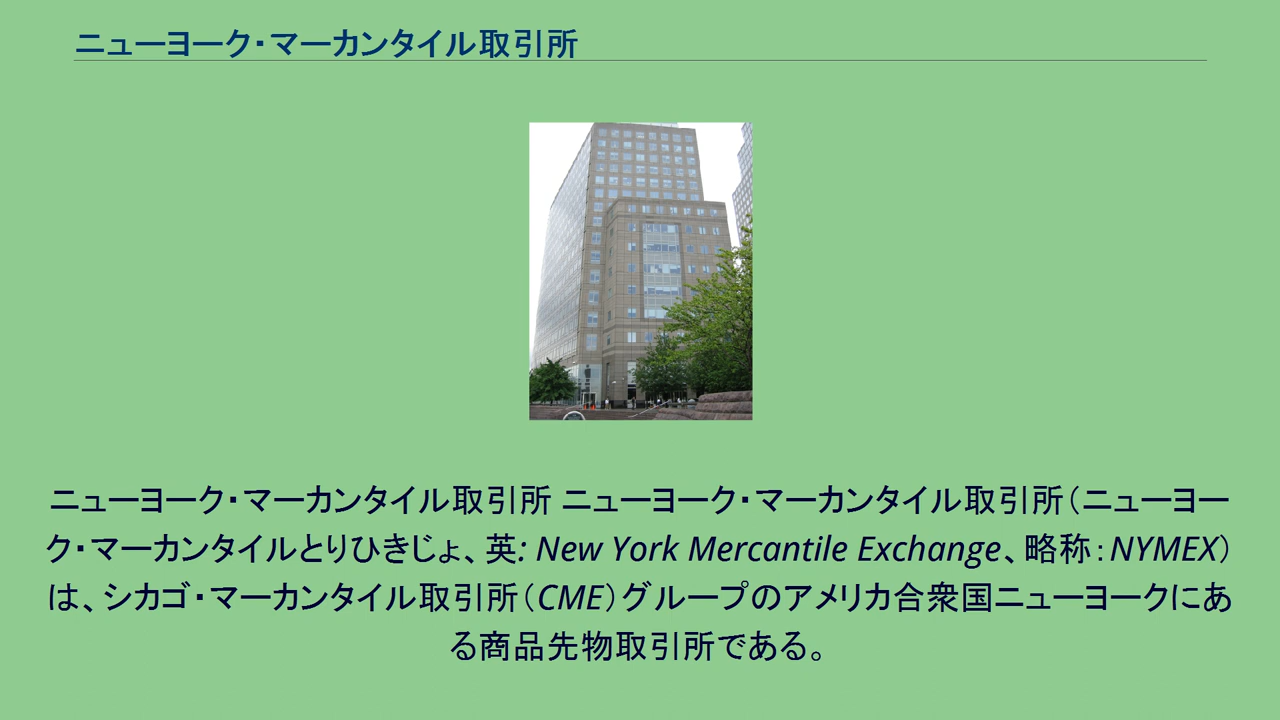 ニューヨーク・マーカンタイル取引所
ニューヨーク・マーカンタイル取引所 ニューヨーク・マーカンタイル取引所（ニューヨー
ク・マーカンタイルとりひきじょ、英: New York Mercantile Exchange、略称：NYMEX）
は、シカゴ・マーカンタイル取引所（CME）グループのアメリカ合衆国ニューヨークにあ
る商品先物取引所である。